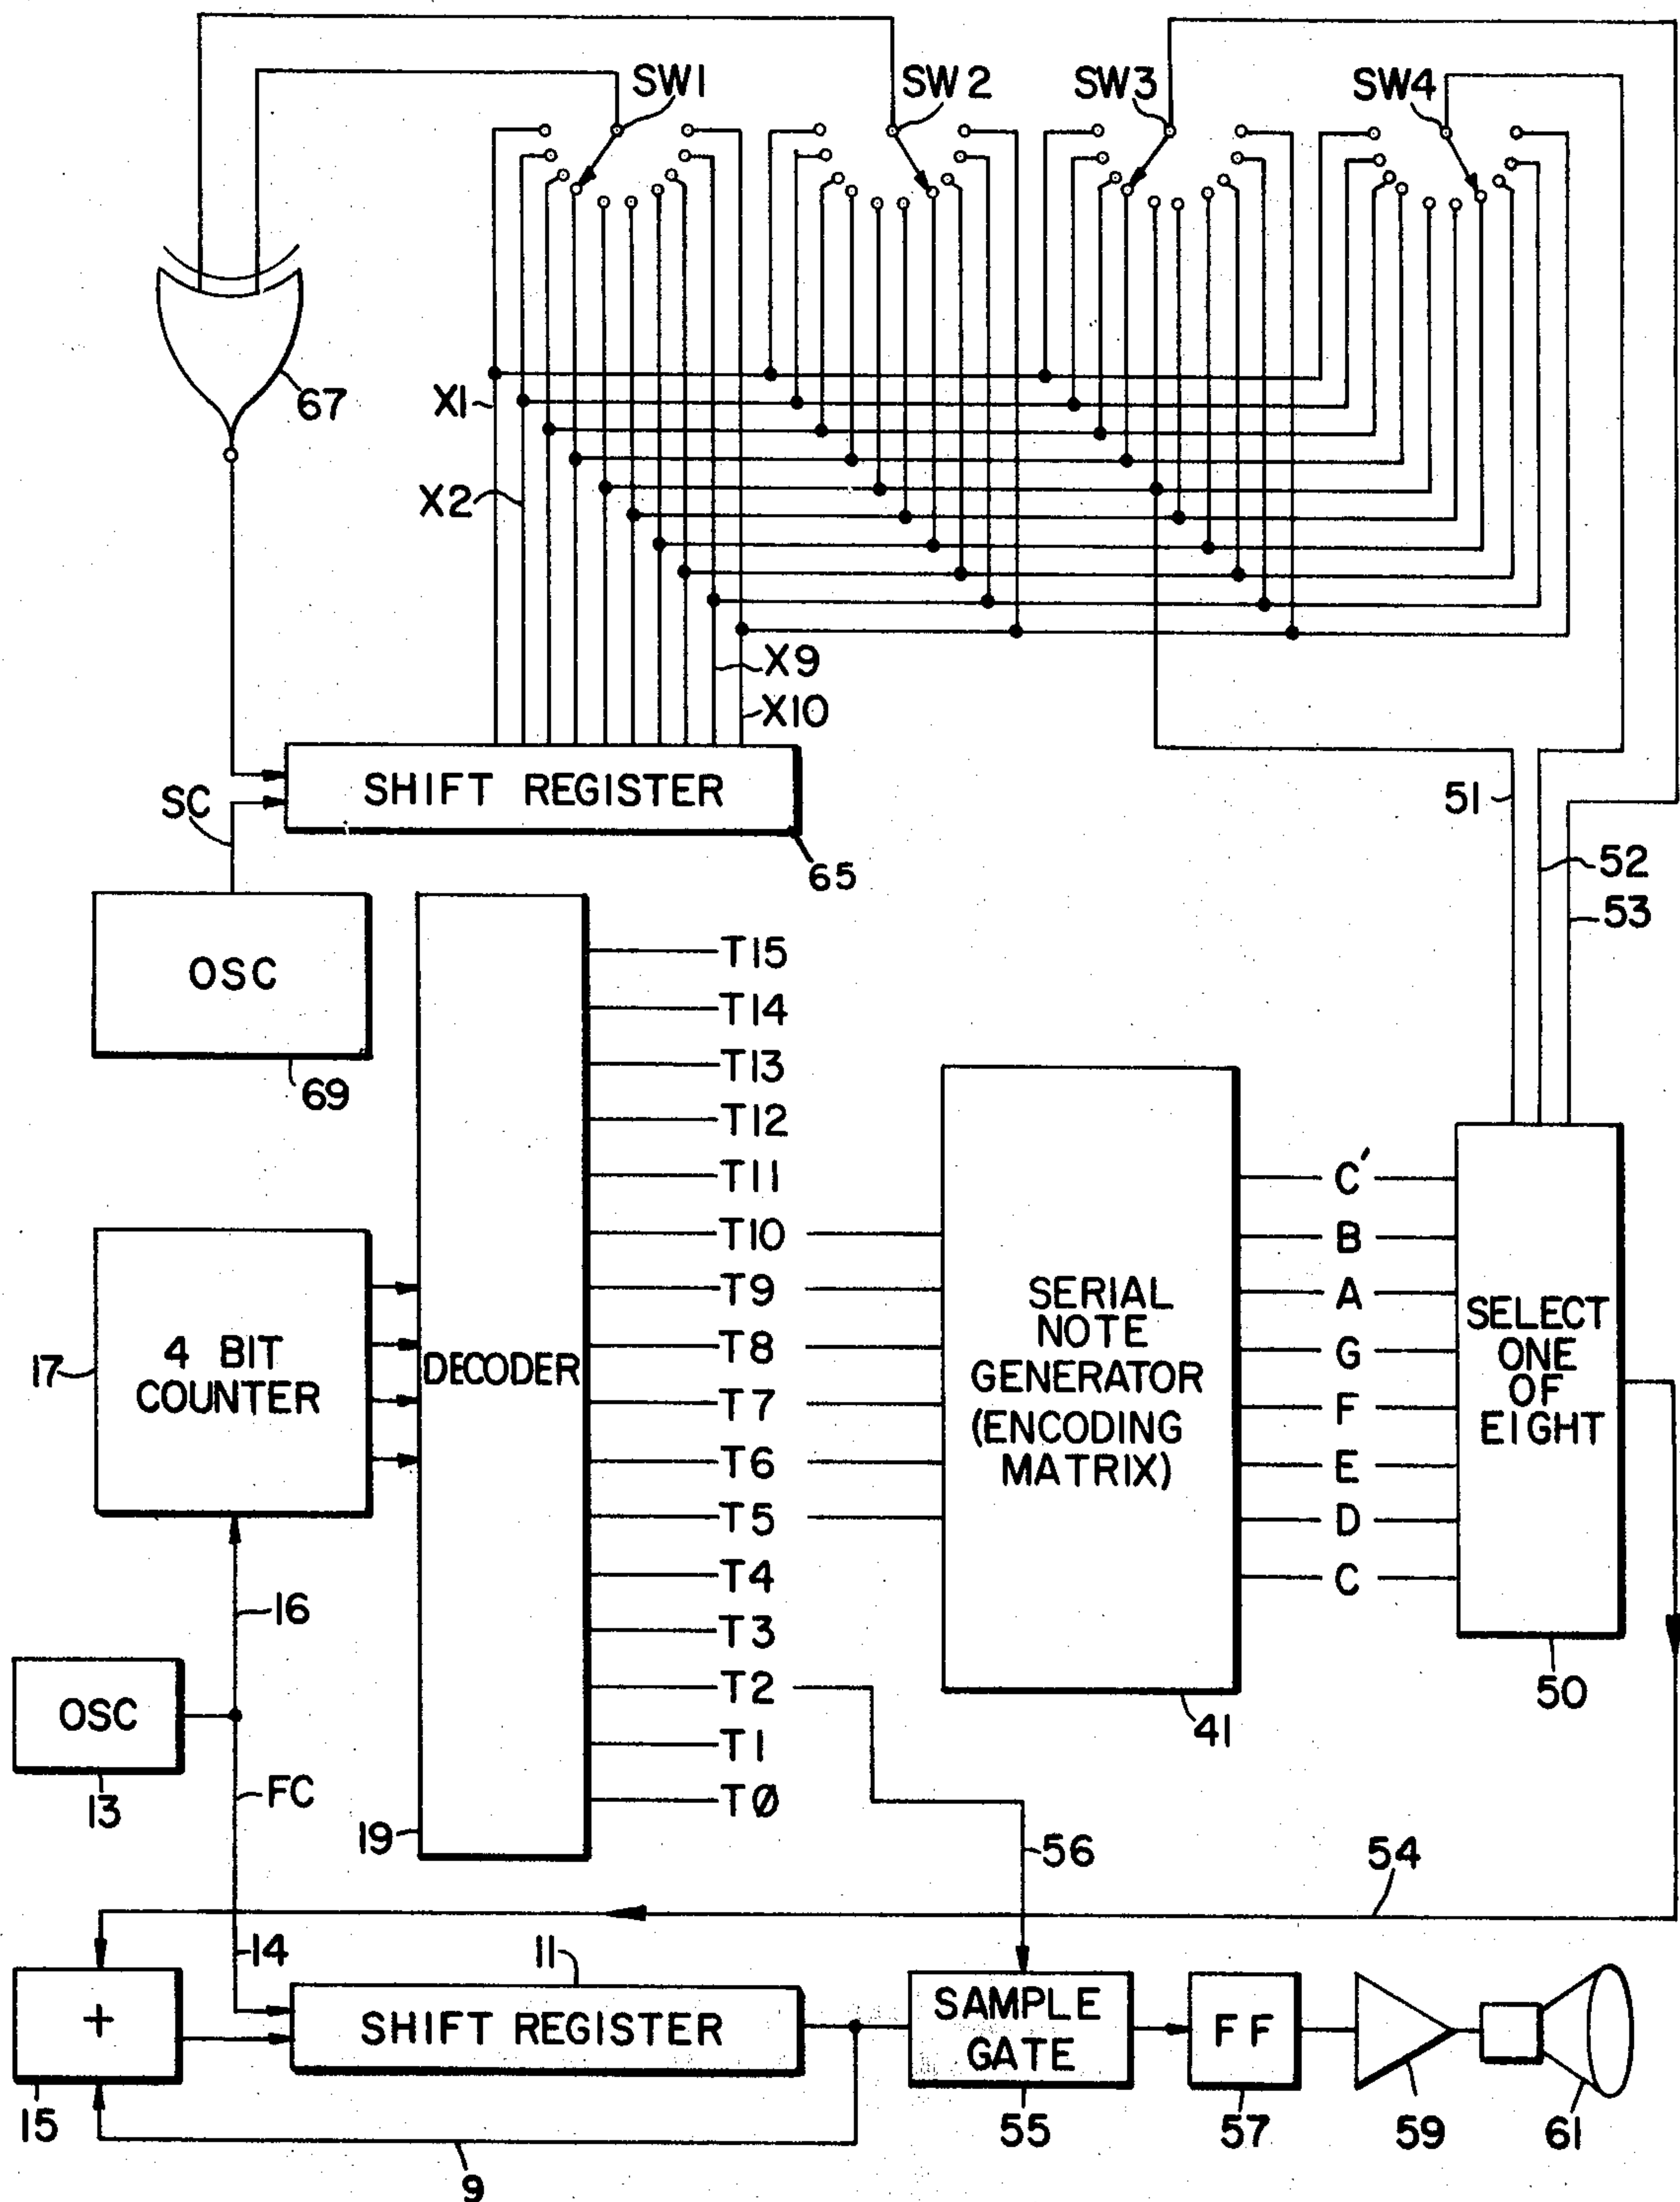 SW1
SW2
SW3
SW4
67
X1
X2
X9
X10
SHIFT REGISTER
SC
65
51
52
53
OSC
69
T15
T14
T13
T12
T11
T10
T9
T8
T7
T6
T5
T4
T3
T2
T1
TØ
4 BIT
COUNTER
17
DECODER
19
SERIAL
NOTE
GENERATOR
(ENCODING
MATRIX)
41
C'
B
A
G
F
E
D
C
SELECT
ONE
OF
EIGHT
50
16
OSC
13
FC
56
54
14
11
+
15
SHIFT REGISTER
SAMPLE
GATE
55
FF
57
59
61
9